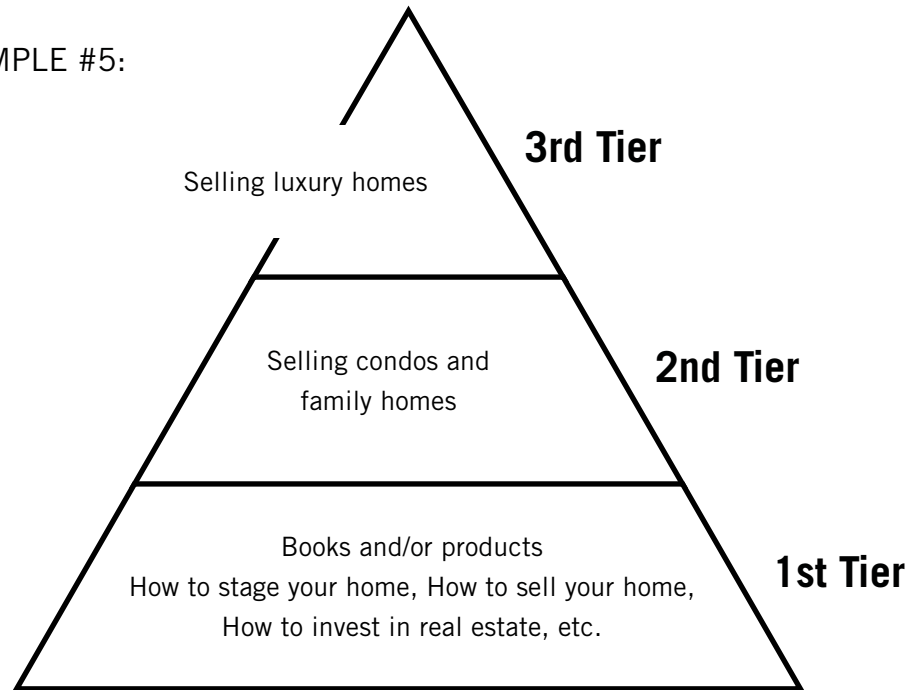 MPLE #5:
3rd Tier
Selling luxury homes
2nd Tier
Selling condos and
family homes
Books and/or products
1st Tier
How to stage your home, How to sell your home,
How to invest in real estate, etc.